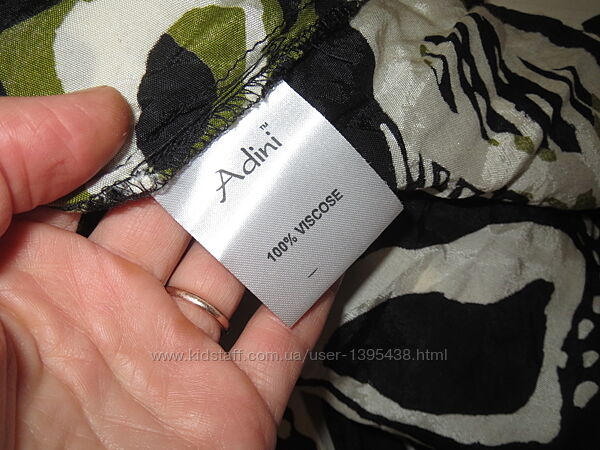 Adini™
100% VISCOSE
www.kidstaff.com.ua/user-1395438.html